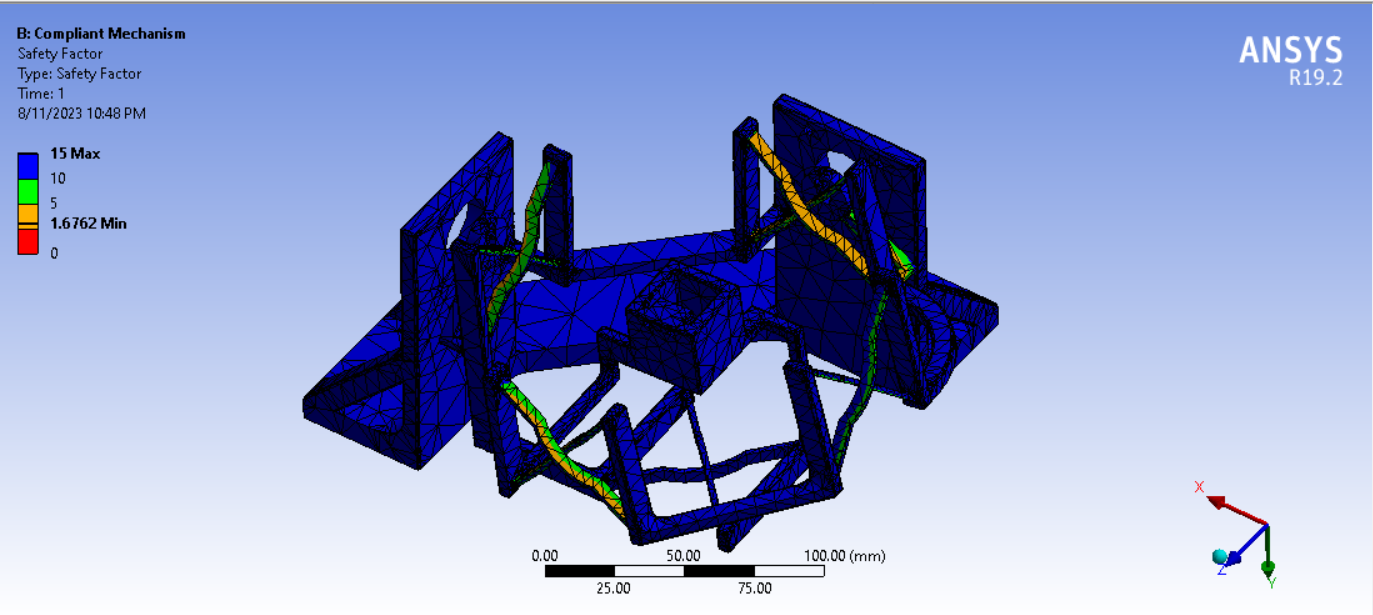 B: Compliant Mechanism
Safety Factor
Type: Safety Factor
Time: 1
8/11/2023 10:48 PM
15 Max
10
5
1.6762 Min
0
ANSYS
R19.2
0.00 50.00 100.00 (mm)
25.00 75.00
X
Z
Y